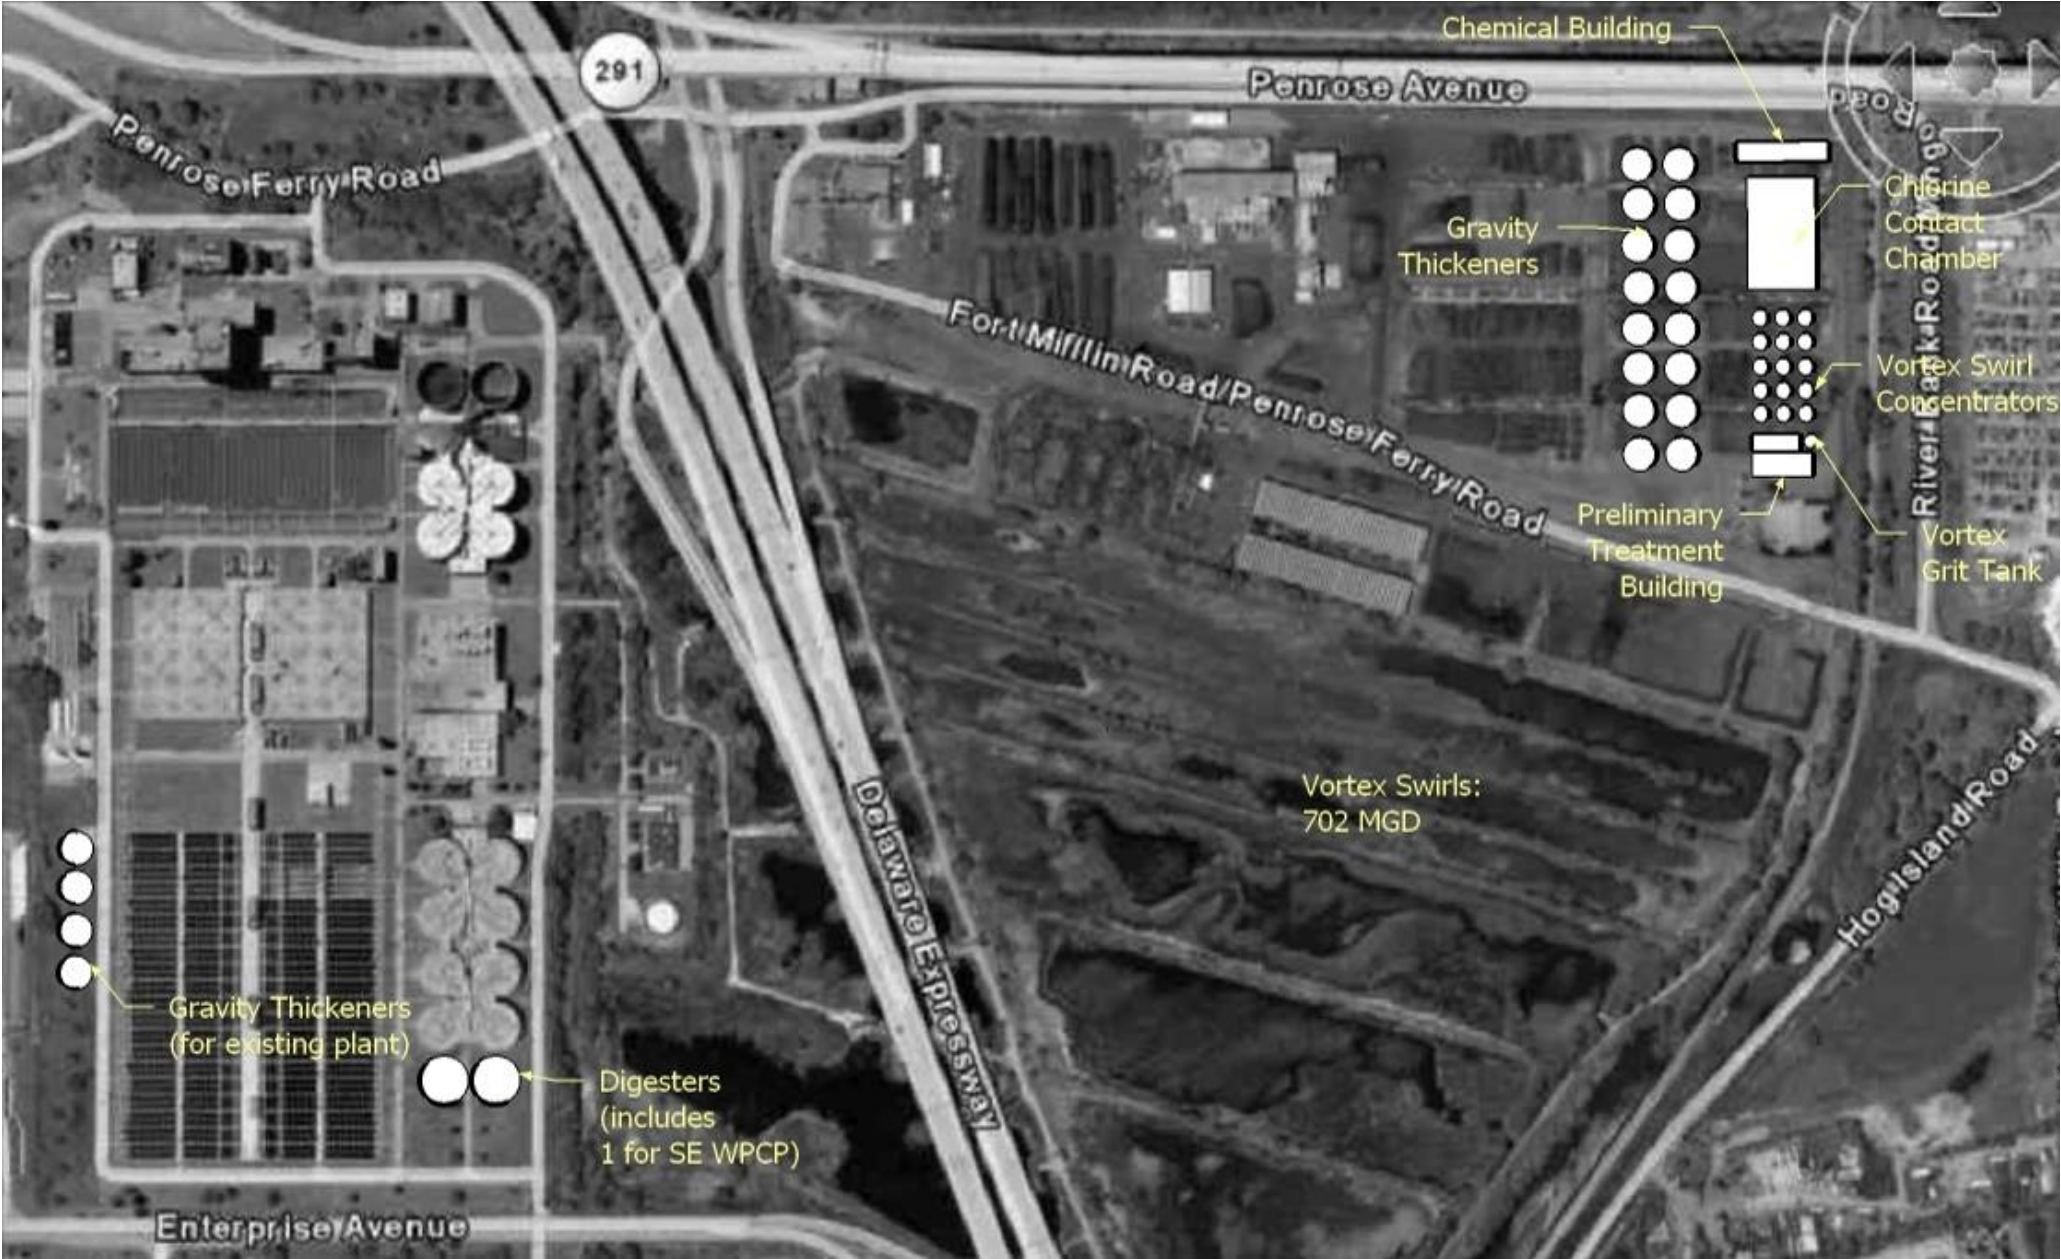 Chemical Building
291
Penrose Avenue
Road
Penrose Ferry Road
Chlorine
Contact
Chamber
Gravity
Thickeners
Fort Mifflin Road/Penrose Ferry Road
Vortex Swirl
Concentrators
Preliminary
Treatment
Building
Vortex
Grit Tank
Vortex Swirls:
702 MGD
Delaware Expressway
Hog Island Road
Gravity Thickeners
(for existing plant)
Digesters
(includes
1 for SE WPCP)
Enterprise Avenue